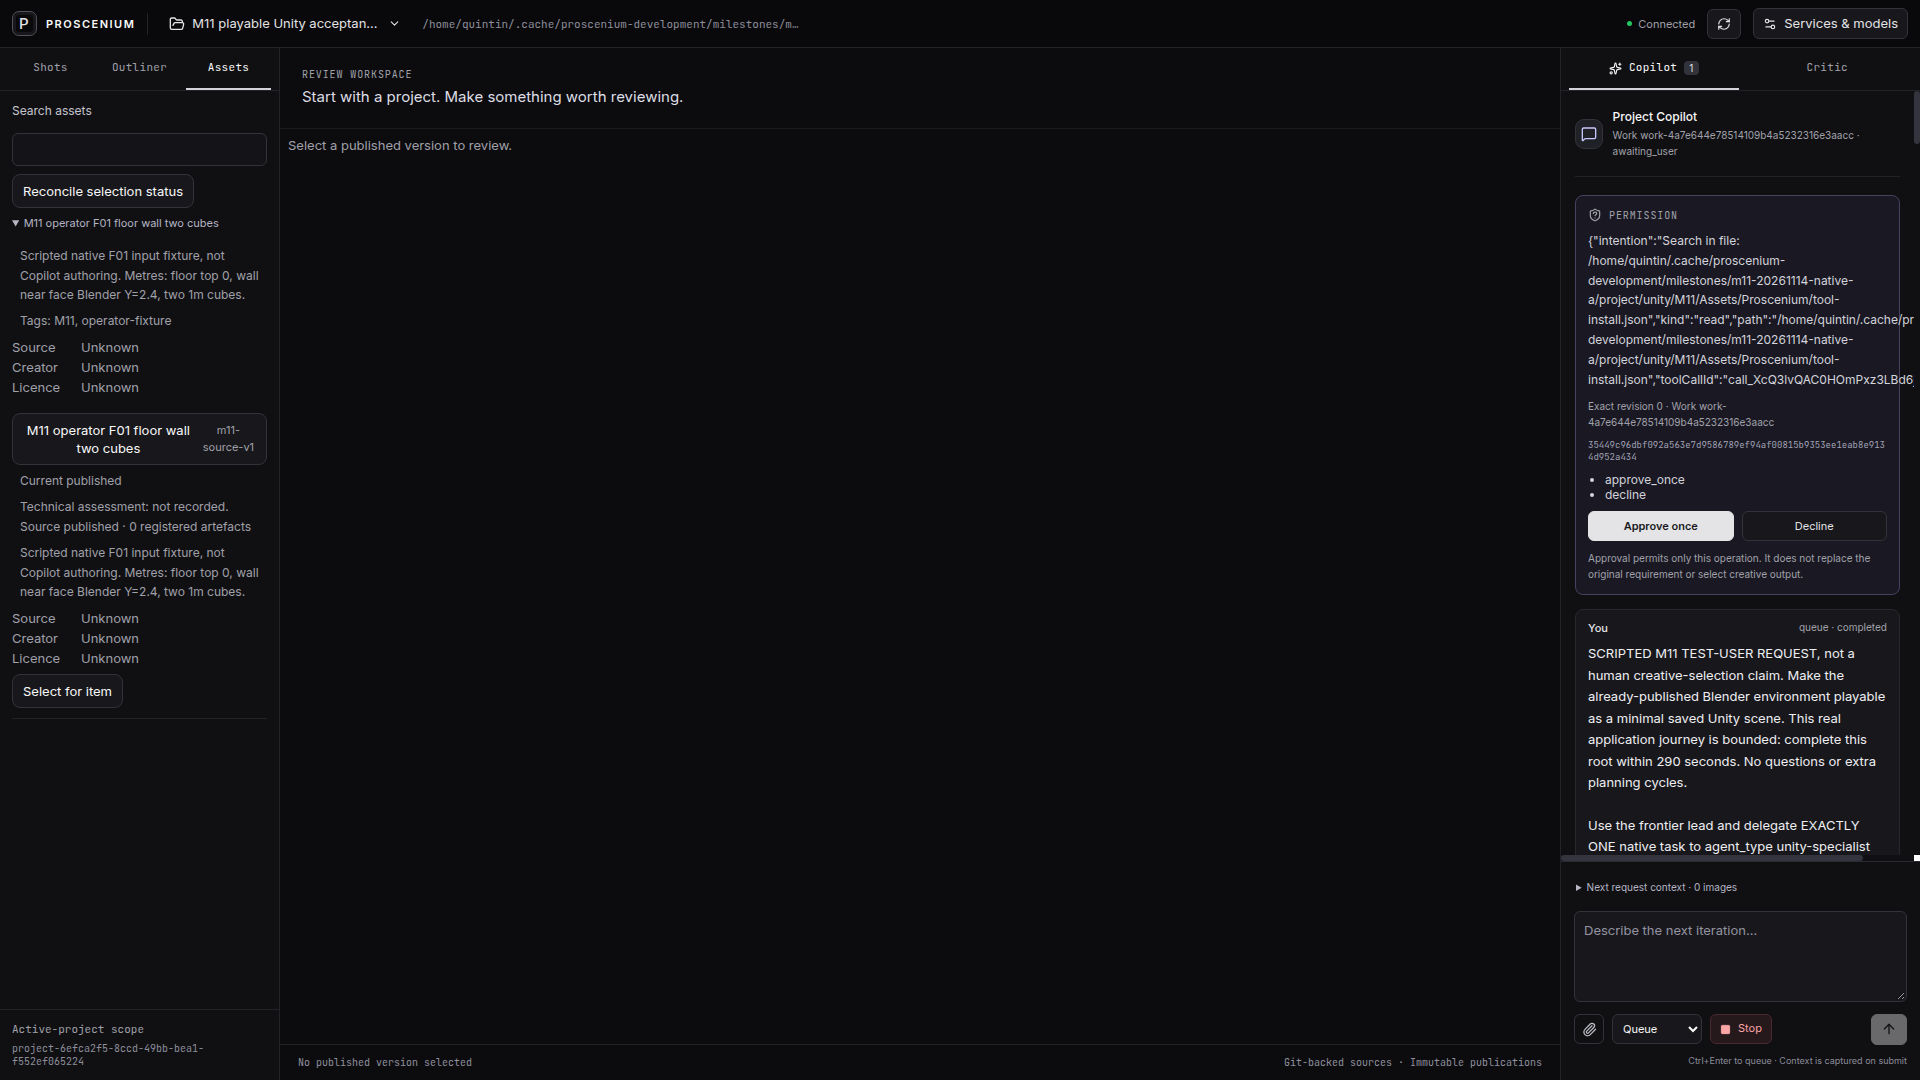 P PROSCENIUM
M11 playable Unity acceptan...
/home/quintin/.cache/proscenium-development/milestones/m…
Connected
Services & models
Shots
Outliner
Assets
Search assets
Reconcile selection status
M11 operator F01 floor wall two cubes
Scripted native F01 input fixture, not
Copilot authoring. Metres: floor top 0, wall
near face Blender Y=2.4, two 1m cubes.
Tags: M11, operator-fixture
Source Unknown
Creator Unknown
Licence Unknown
M11 operator F01 floor wall
two cubes
m11-
source-v1
Current published
Technical assessment: not recorded.
Source published · 0 registered artefacts
Scripted native F01 input fixture, not
Copilot authoring. Metres: floor top 0, wall
near face Blender Y=2.4, two 1m cubes.
Source Unknown
Creator Unknown
Licence Unknown
Select for item
Active-project scope
project-6efca2f5-8ccd-49bb-bea1-
f552ef065224
REVIEW WORKSPACE
Start with a project. Make something worth reviewing.
Select a published version to review.
No published version selected
Git-backed sources · Immutable publications
Copilot 1
Critic
Project Copilot
Work work-4a7e644e78514109b4a5232316e3aacc ·
awaiting_user
PERMISSION
{"intention":"Search in file:
/home/quintin/.cache/proscenium-
development/milestones/m11-20261114-native-
a/project/unity/M11/Assets/Proscenium/tool-
install.json","kind":"read","path":"/home/quintin/.cache/pr
development/milestones/m11-20261114-native-
a/project/unity/M11/Assets/Proscenium/tool-
install.json","toolCallId":"call_XcQ3IvQAC0HOmPxz3LBd6
Exact revision 0 · Work work-
4a7e644e78514109b4a5232316e3aacc
35449c96dbf092a563e7d9586789ef94af00815b9353ee1eab8e913
4d952a434
• approve_once
• decline
Approve once
Decline
Approval permits only this operation. It does not replace the
original requirement or select creative output.
You
queue · completed
SCRIPTED M11 TEST-USER REQUEST, not a
human creative-selection claim. Make the
already-published Blender environment playable
as a minimal saved Unity scene. This real
application journey is bounded: complete this
root within 290 seconds. No questions or extra
planning cycles.
Use the frontier lead and delegate EXACTLY
ONE native task to agent_type unity-specialist
Next request context · 0 images
Describe the next iteration...
Queue
Stop
Ctrl+Enter to queue · Context is captured on submit